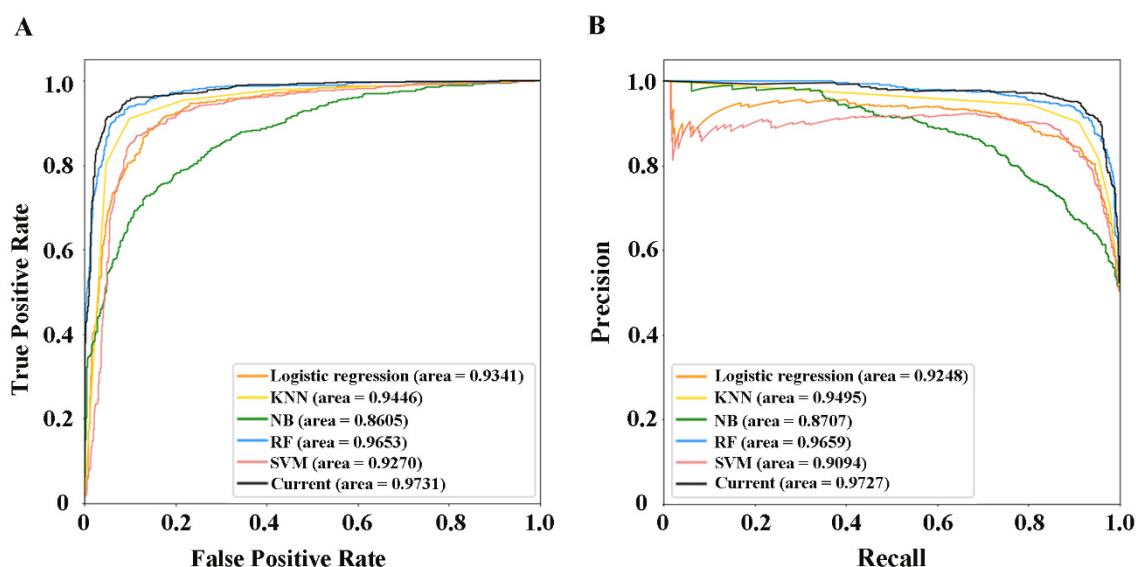 A
True Positive Rate
1.0
0.8
0.6
0.4
0.2
0
Logistic regression (area = 0.9341)
KNN (area = 0.9446)
NB (area = 0.8605)
RF (area = 0.9653)
SVM (area = 0.9270)
Current (area = 0.9731)
0 0.2 0.4 0.6 0.8 1.0
False Positive Rate
B
Precision
1.0
0.8
0.6
0.4
0.2
0
Logistic regression (area = 0.9248)
KNN (area = 0.9495)
NB (area = 0.8707)
RF (area = 0.9659)
SVM (area = 0.9094)
Current (area = 0.9727)
0 0.2 0.4 0.6 0.8 1.0
Recall